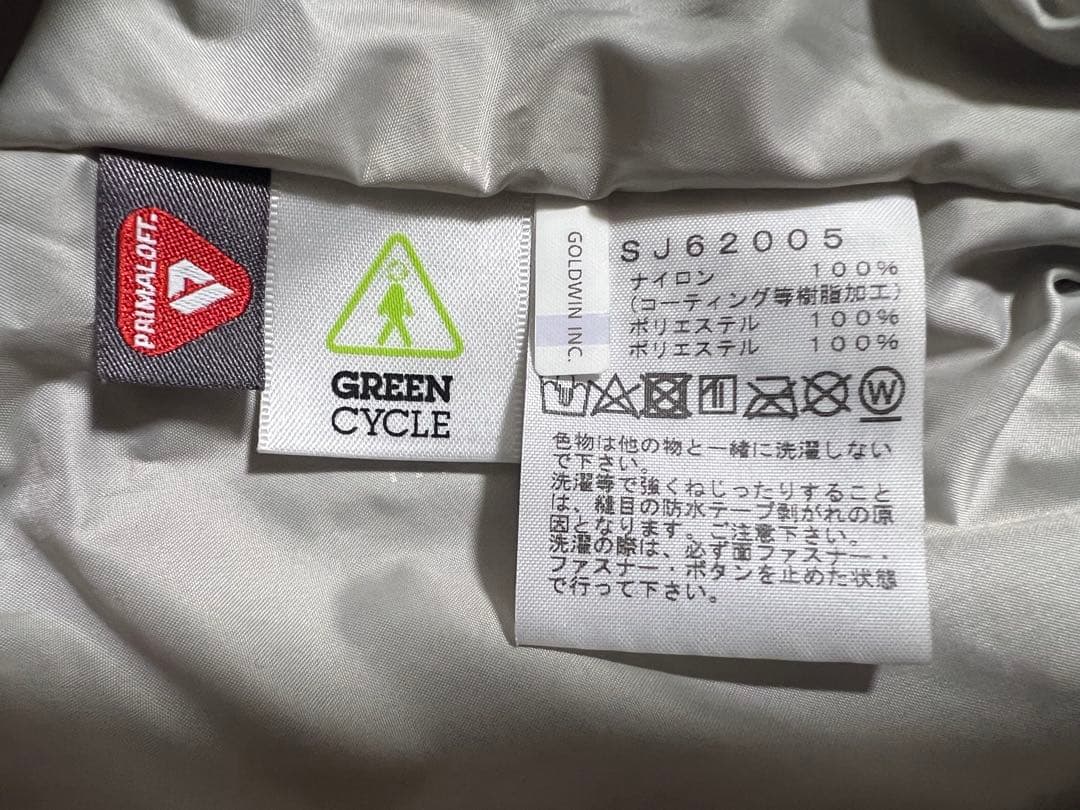 PRIMALOFT®
GREEN
CYCLE
GOLDWIN INC.
SJ62005
ナイロン 100%
(コーティング等樹脂加工)
ポリエステル 100%
ポリエステル 100%
W
色物は他の物と一緒に洗濯しない
で下さい。
洗濯等で強くねじったりすること
は、縫目の防水テープ剥がれの原
因となります。ご注意下さい。
洗濯の際は、必ず面ファスナー・
ファスナー・ボタンを止めた状態
で行って下さい。